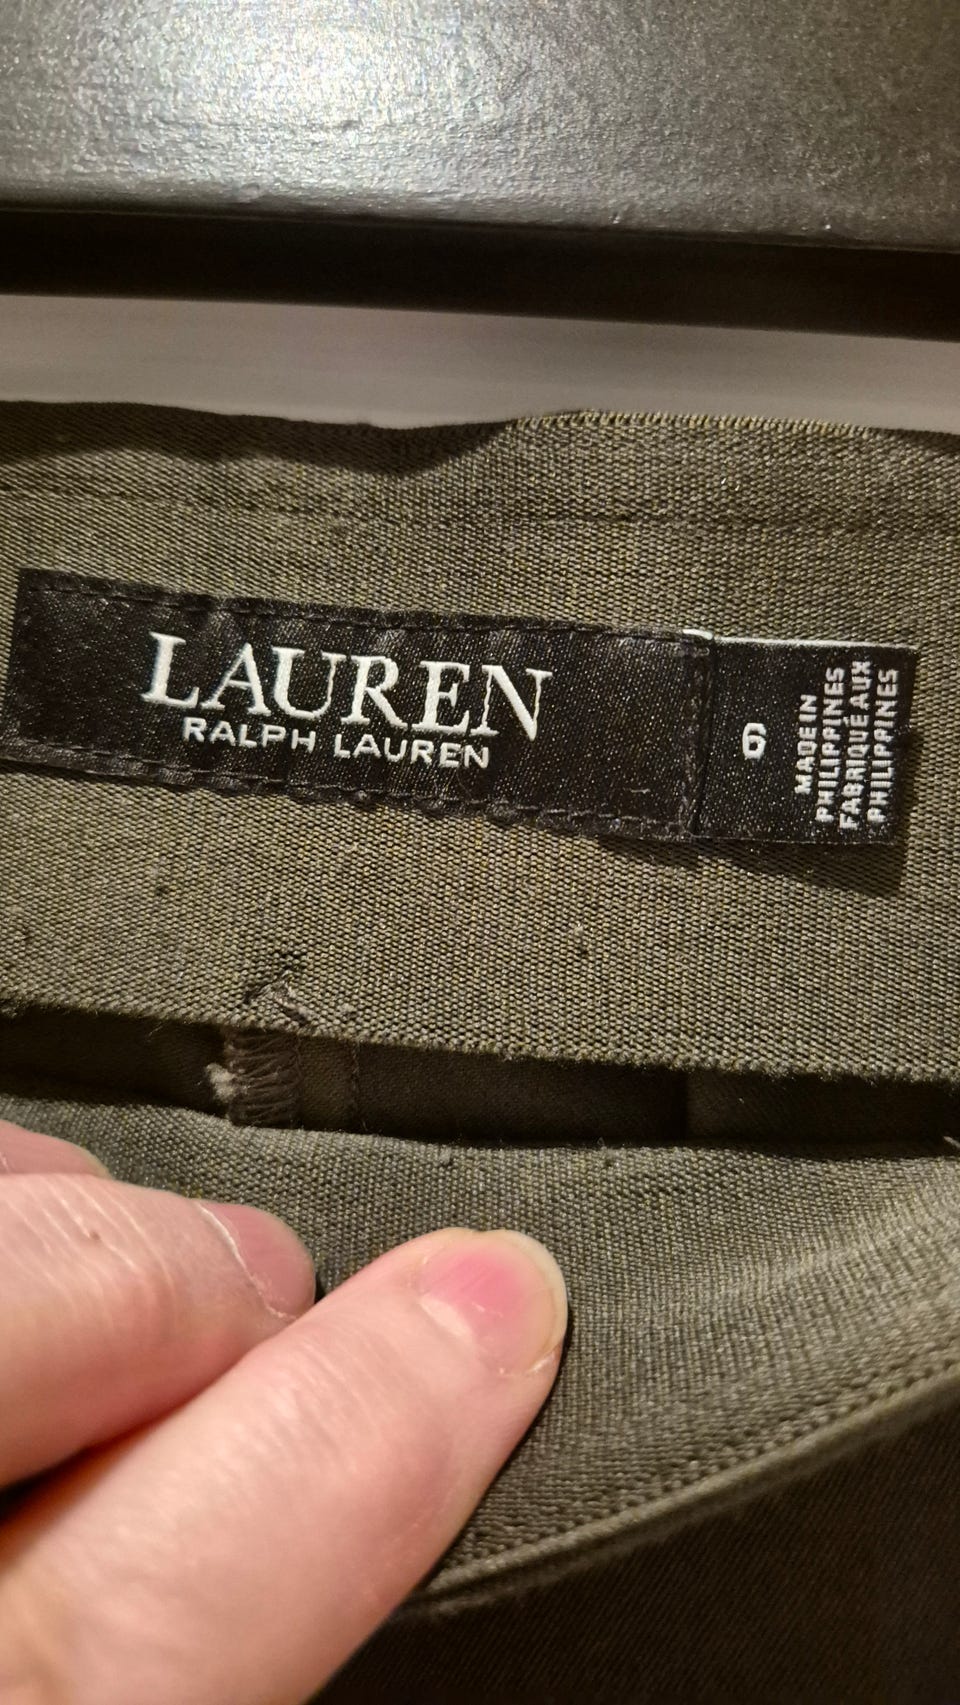 LAUREN
RALPH LAUREN
6
MADE IN
PHILIPPINES
FABRIQUÉ AUX
PHILIPPINES